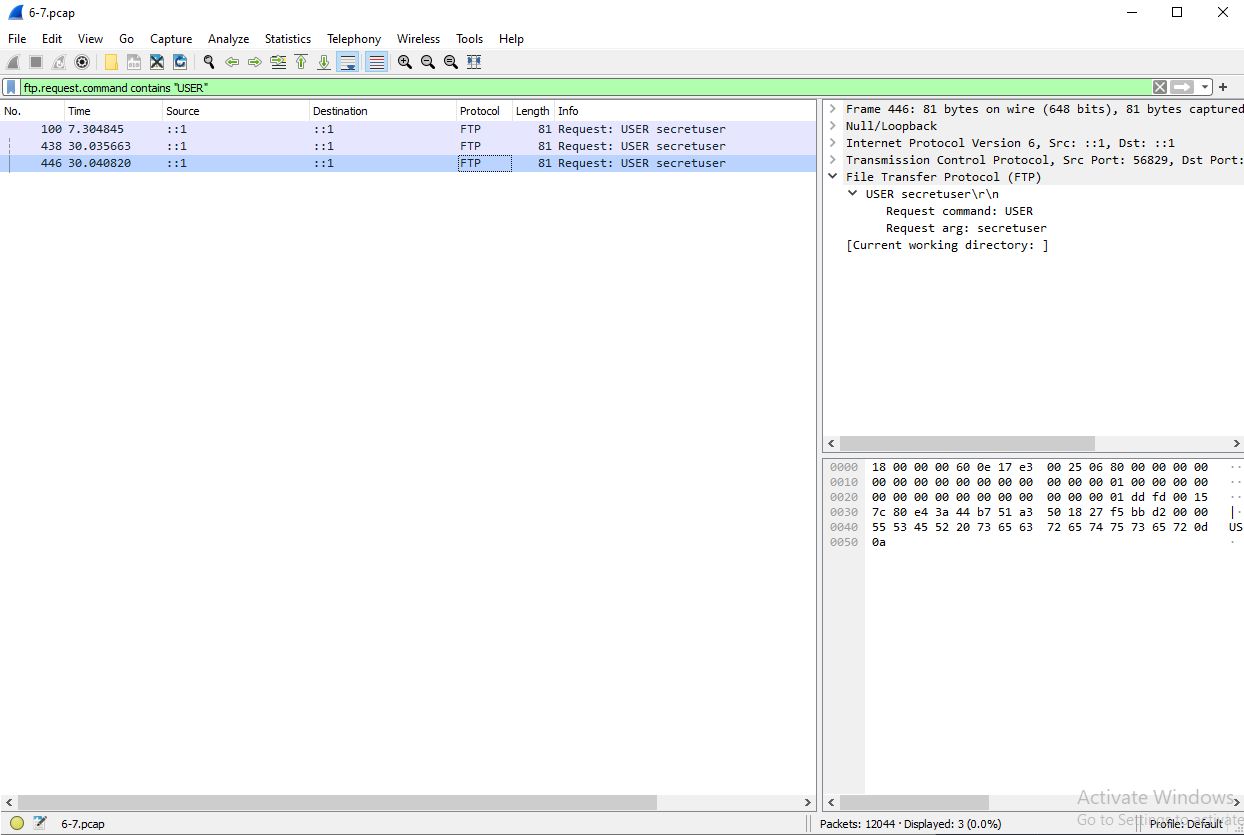 6-7.pcap
File Edit View Go Capture Analyze Statistics Telephony Wireless Tools Help
ftp.request.command contains "USER"
No. Time Source Destination Protocol Length Info
100 7.304845 ::1 ::1 FTP 81 Request: USER secretuser
438 30.035663 ::1 ::1 FTP 81 Request: USER secretuser
446 30.040820 ::1 ::1 FTP 81 Request: USER secretuser
Frame 446: 81 bytes on wire (648 bits), 81 bytes captured
Null/Loopback
Internet Protocol Version 6, Src: ::1, Dst: ::1
Transmission Control Protocol, Src Port: 56829, Dst Port:
File Transfer Protocol (FTP)
USER secretuser\r\n
Request command: USER
Request arg: secretuser
[Current working directory: ]
0000 18 00 00 00 60 0e 17 e3 00 25 06 80 00 00 00 00 ··
0010 00 00 00 00 00 00 00 00 00 00 00 01 00 00 00 00 ··
0020 00 00 00 00 00 00 00 00 00 00 00 01 dd fd 00 15 ··
0030 7c 80 e4 3a 44 b7 51 a3 50 18 27 f5 bb d2 00 00 |·
0040 55 53 45 52 20 73 65 63 72 65 74 75 73 65 72 0d US
0050 0a ·
Activate Windows
Go to Settings to activate
6-7.pcap
Packets: 12044 · Displayed: 3 (0.0%)
Profile: Default